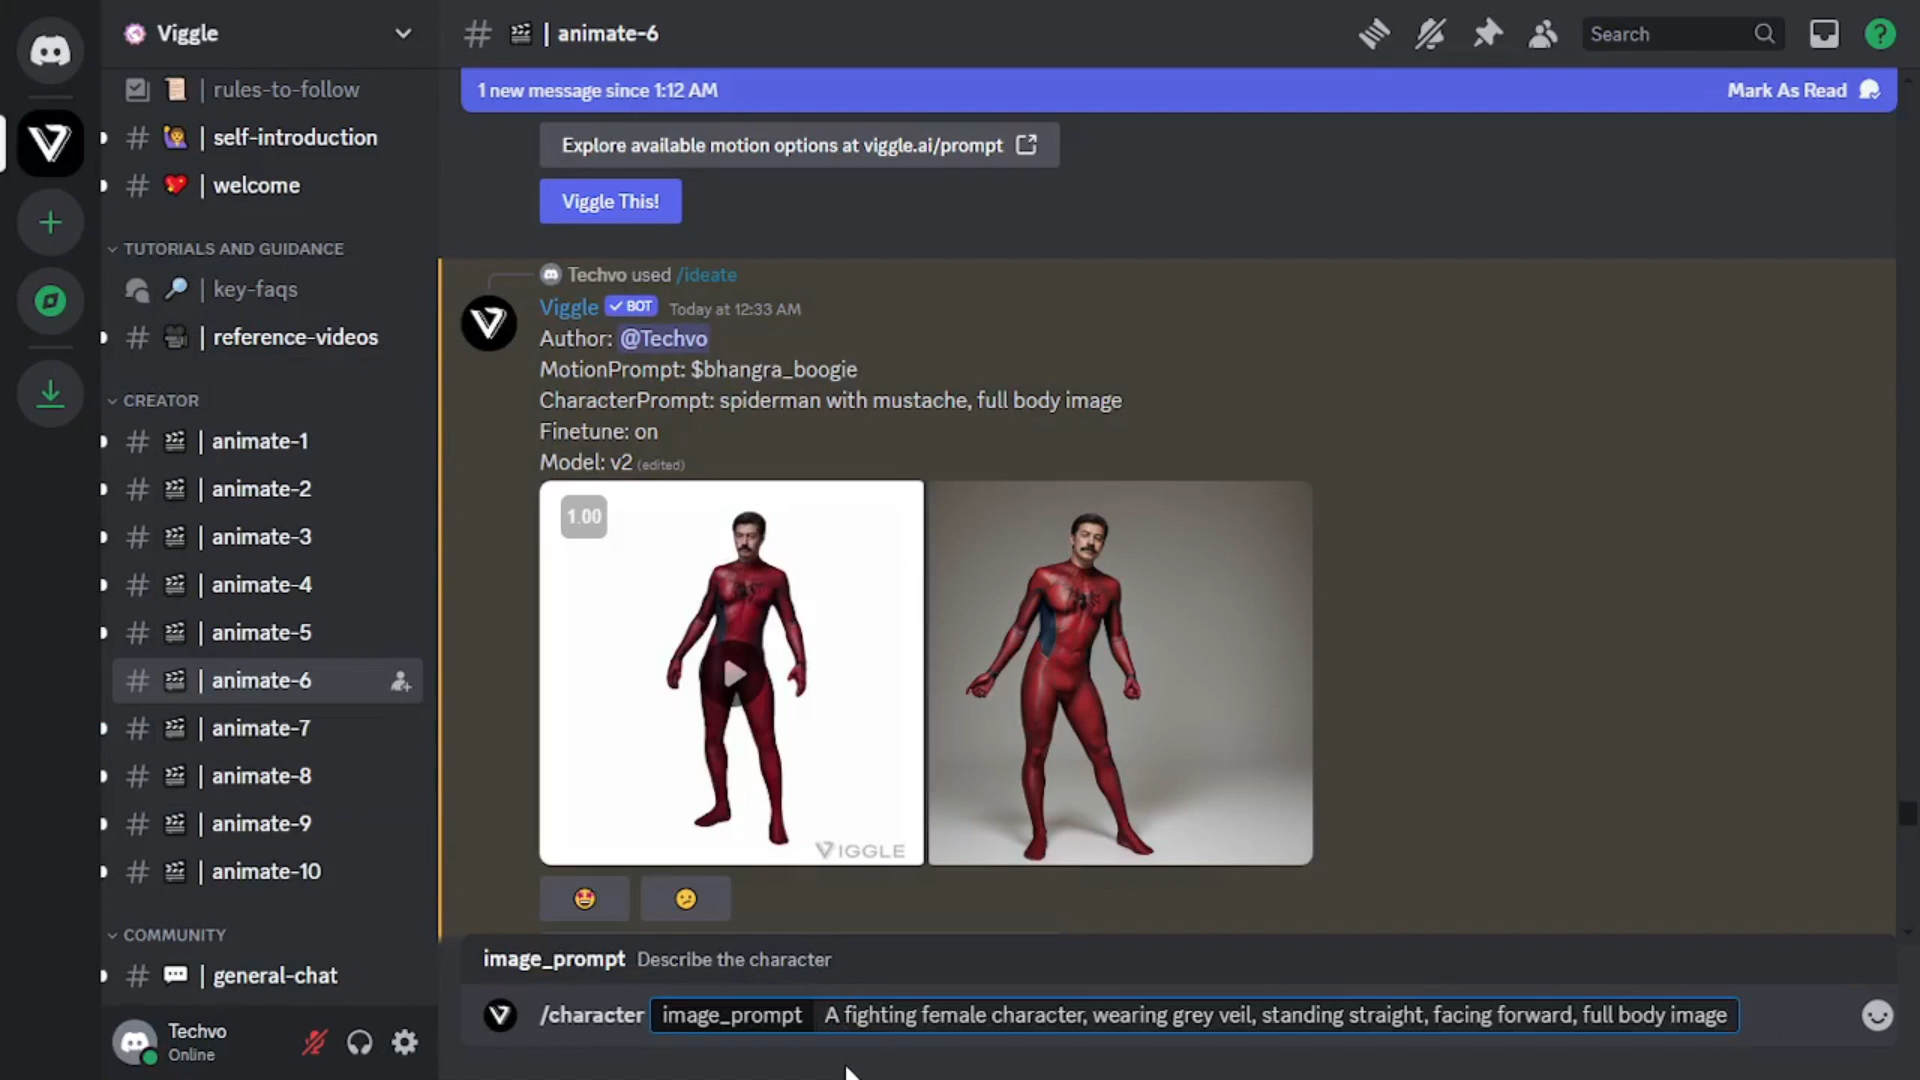 Viggle
| rules-to-follow
# | self-introduction
# | welcome
TUTORIALS AND GUIDANCE
| key-faqs
# | reference-videos
CREATOR
# | animate-1
# | animate-2
# | animate-3
# | animate-4
# | animate-5
# | animate-6
# | animate-7
# | animate-8
# | animate-9
# | animate-10
COMMUNITY
# | general-chat
Techvo
Online
# | animate-6
Search
?
1 new message since 1:12 AM
Mark As Read
Explore available motion options at viggle.ai/prompt
Viggle This!
Techvo used /ideate
Viggle ✓ BOT Today at 12:33 AM
Author: @Techvo
MotionPrompt: $bhangra_boogie
CharacterPrompt: spiderman with mustache, full body image
Finetune: on
Model: v2 (edited)
1.00
VIGGLE
image_prompt Describe the character
/character image_prompt A fighting female character, wearing grey veil, standing straight, facing forward, full body image